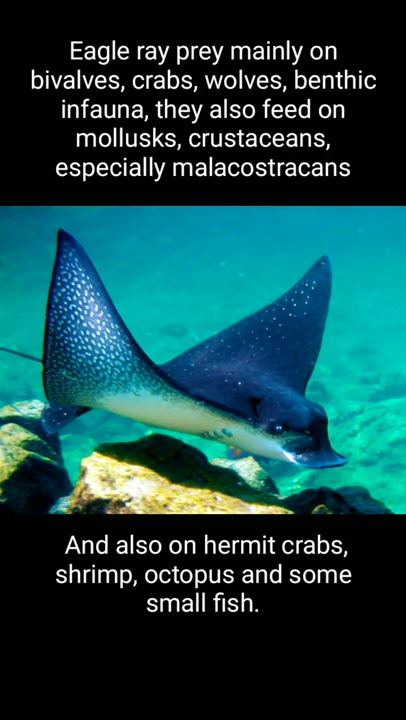 Eagle ray prey mainly on
bivalves, crabs, wolves, benthic
infauna, they also feed on
mollusks, crustaceans,
especially malacostracans
And also on hermit crabs,
shrimp, octopus and some
small fish.